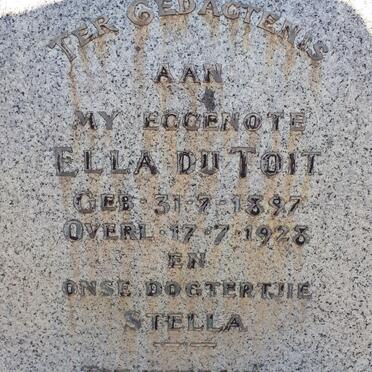 TER GEDAGTENIS
AAN
MY EGGENOTE
ELLA DU TOIT
GEB·31-7-1897
OVERL·17·7·1928
EN
ONSE DOGTERTJIE
STELLA